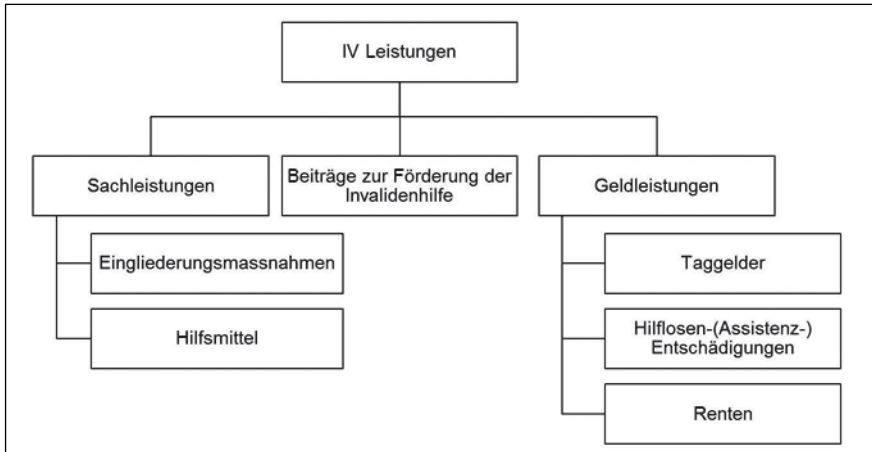 IV Leistungen
Sachleistungen
Beiträge zur Förderung der
Invalidenhilfe
Geldleistungen
Eingliederungsmassnahmen
Hilfsmittel
Taggelder
Hilflosen-(Assistenz-)
Entschädigungen
Renten